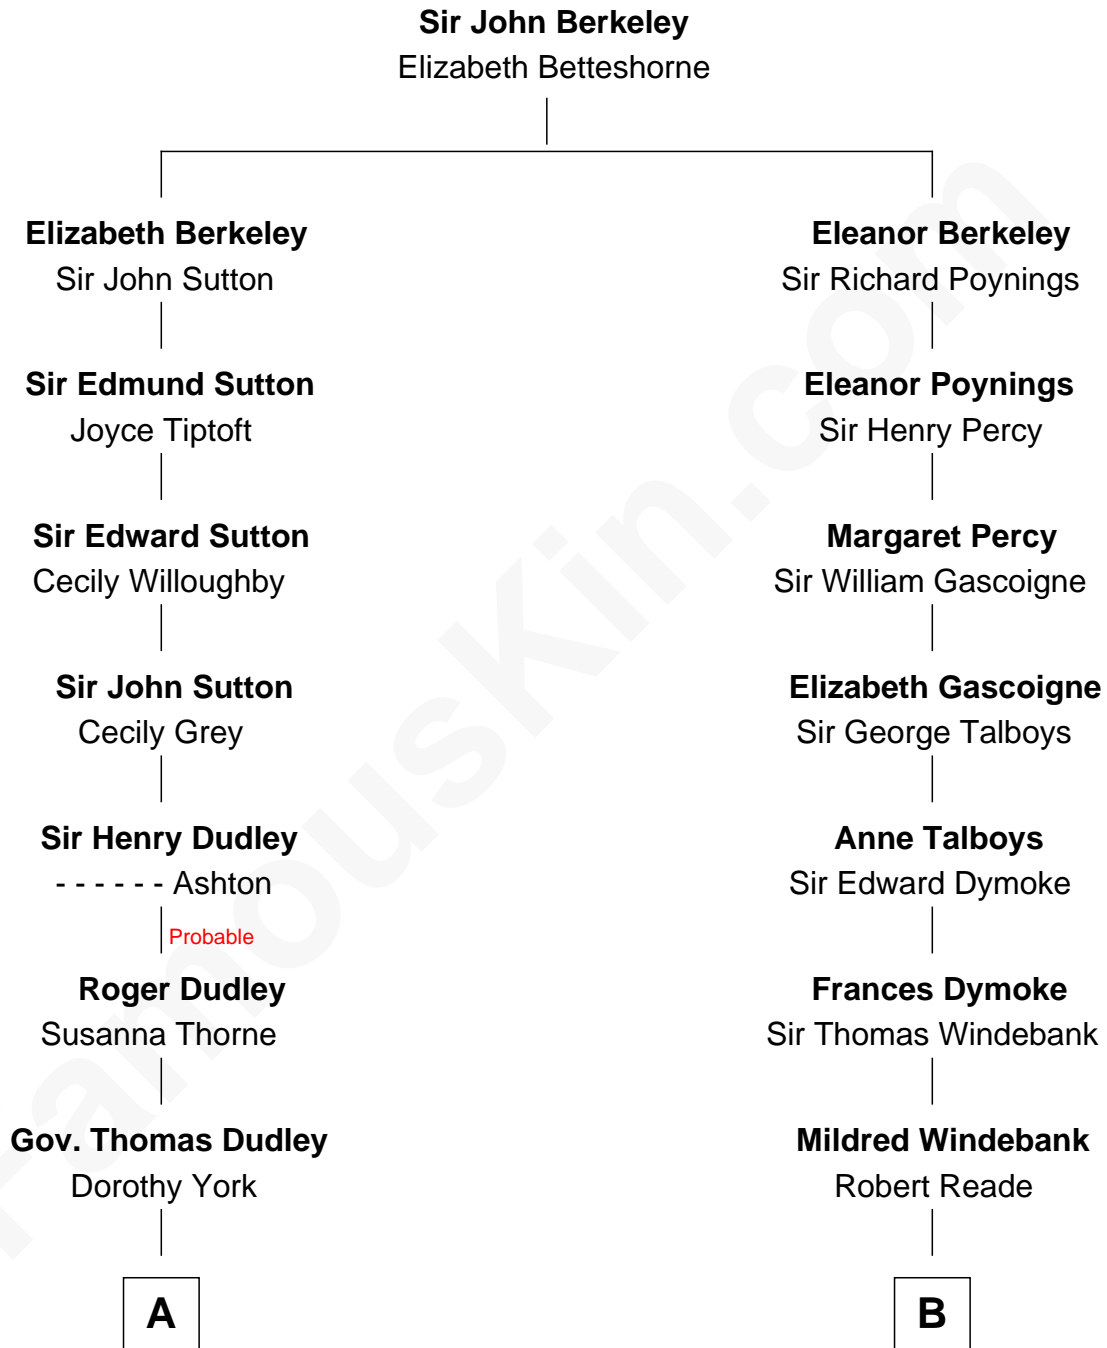 Sir John Berkeley
Elizabeth Betteshorne
Elizabeth Berkeley
Sir John Sutton
Eleanor Berkeley
Sir Richard Poynings
Sir Edmund Sutton
Joyce Tiptoft
Eleanor Poynings
Sir Henry Percy
Sir Edward Sutton
Cecily Willoughby
Margaret Percy
Sir William Gascoigne
Sir John Sutton
Cecily Grey
Elizabeth Gascoigne
Sir George Talboys
Sir Henry Dudley
- - - - - - Ashton
Probable
Anne Talboys
Sir Edward Dymoke
Roger Dudley
Susanna Thorne
Frances Dymoke
Sir Thomas Windebank
Gov. Thomas Dudley
Dorothy York
Mildred Windebank
Robert Reade
A
B
FamousKin.com